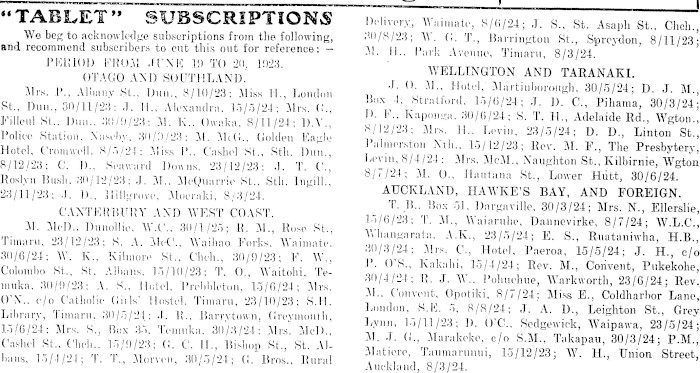 "TABLET" SUBSCRIPTIONS
We beg to acknowledge subscriptions from the following,
and recommend subscribers to cut this out for reference: —
PERIOD FROM JUNE 19 TO 20, 1923.
OTAGO AND SOUTHLAND.
Mrs. P., Albany St., Dun., 8/10/23; Miss H., London
St., Dun., 30/11/23; J. H., Alexandra, 15/5/24; Mrs. G.,
Filleul St., Dun., 30/9/23; M. K., Owaka, 8/11/24; D.V.,
Police Station, Naseby, 30/9/23; M. McG., Golden Eagle
Hotel, Cromwell, 8/5/24; Miss P., Cashel St., Sth. Dun.,
8/12/23; C. D., Seaward Downs, 23/12/23; J. T. C.,
Roslyn Bush, 30/12/23; J. M., McQuarrie St., Sth. Ingill.,
23/11/23; J. D., Hillgrove, Moeraki, 8/3/24.
CANTERBURY AND WEST COAST.
M. McD., Dunollie, W.C., 30/1/25; R. M., Rose St.,
Timaru, 23/12/23; S. A. McC., Waihao Forks, Waimate,
30/6/24; W. K., Kilmore St., Chch., 30/9/23; F. W.,
Colombo St., St. Albans, 15/10/23; T. O., Waitohi, Te-
muka, 30/9/23; A. S., Hotel, Prebbleton, 15/6/24; Mrs.
O'N., c/o Catholic Girls' Hostel, Timaru, 23/10/23; S.H.,
Library, Timaru, 30/5/24; J. R., Barrytown, Greymouth,
15/6/24; Mrs. S., Box 35, Temuka, 30/3/24; Mrs. McD.,
Cashel St., Chch., 15/9/23; G. C. H., Bishop St., St. Al-
bans, 15/4/24; T. T., Morven, 30/5/24; G. Bros., Rural
Delivery, Waimate, 8/6/24; J. S., St. Asaph St., Chch.,
30/8/23; W. G. T., Barrington St., Spreydon, 8/11/23;
M. H., Park Avenue, Timaru, 8/3/24.
WELLINGTON AND TARANAKI.
J. O. M., Hotel, Martinborough, 30/5/24; D. J. M.,
Box 4, Stratford, 15/6/24; J. D. C., Pihama, 30/3/24;
D. F., Kaponga, 30/6/24; S. T. H., Adelaide Rd., Wgton.,
8/12/23; Mrs. H., Levin, 23/5/24; D. D., Linton St.,
Palmerston Nth., 15/12/23; Rev. M. F., The Presbytery,
Levin, 8/4/24; Mrs. McM., Naughton St., Kilbirnie, Wgton
8/7/24; M. O., Hautana St., Lower Hutt, 30/6/24.
AUCKLAND, HAWKE'S BAY, AND FOREIGN.
T. B., Box 51, Dargaville, 30/3/24; Mrs. N., Ellerslie,
15/6/23; T. M., Waiaruhe, Dannevirke, 8/7/24; W.L.C.,
Whangarata, A.K., 23/5/24; E. S., Ruataniwha, H.B.,
30/3/24; Mrs. C., Hotel, Paeroa, 15/5/24; J. H., c/o
P. O'S., Kakahi, 15/4/24; Rev. M., Convent, Pukekohe,
30/4/24; R. J. W., Pohuehue, Warkworth, 23/6/24; Rev.
M., Convent, Opotiki, 8/7/24; Miss E., Coldharbor Lane,
London, S.E. 5, 8/8/24; J. A. D., Leighton St., Grey
Lynn, 15/11/23; D. O'C., Sedgewick, Waipawa, 23/5/24;
M. J. G., Marakeke, c/o S.M., Takapau, 30/3/24; P.M.,
Matiere, Taumarunui, 15/12/23; W. H., Union Street,
Auckland, 8/3/24.